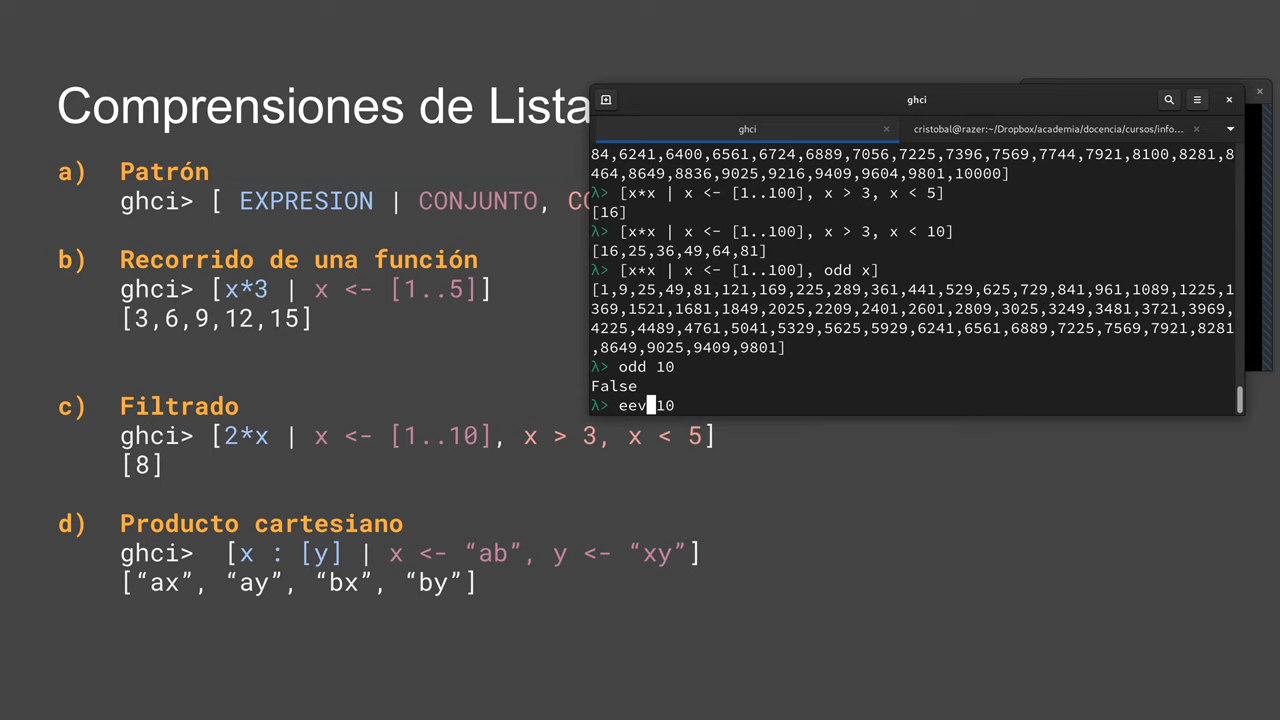 Comprensiones de Lista
a) Patrón
ghci> [ EXPRESION | CONJUNTO, CO
b) Recorrido de una función
ghci> [x*3 | x <- [1..5]]
[3,6,9,12,15]
c) Filtrado
ghci> [2*x | x <- [1..10], x > 3, x < 5]
[8]
d) Producto cartesiano
ghci> [x : [y] | x <- “ab”, y <- “xy”]
[“ax”, “ay”, “bx”, “by”]
ghci
ghci
cristobal@razer:~/Dropbox/academia/docencia/cursos/info...
84,6241,6400,6561,6724,6889,7056,7225,7396,7569,7744,7921,8100,8281,8
464,8649,8836,9025,9216,9409,9604,9801,10000]
λ> [x*x | x <- [1..100], x > 3, x < 5]
[16]
λ> [x*x | x <- [1..100], x > 3, x < 10]
[16,25,36,49,64,81]
λ> [x*x | x <- [1..100], odd x]
[1,9,25,49,81,121,169,225,289,361,441,529,625,729,841,961,1089,1225,1
369,1521,1681,1849,2025,2209,2401,2601,2809,3025,3249,3481,3721,3969,
4225,4489,4761,5041,5329,5625,5929,6241,6561,6889,7225,7569,7921,8281
,8649,9025,9409,9801]
λ> odd 10
False
λ> eev 10